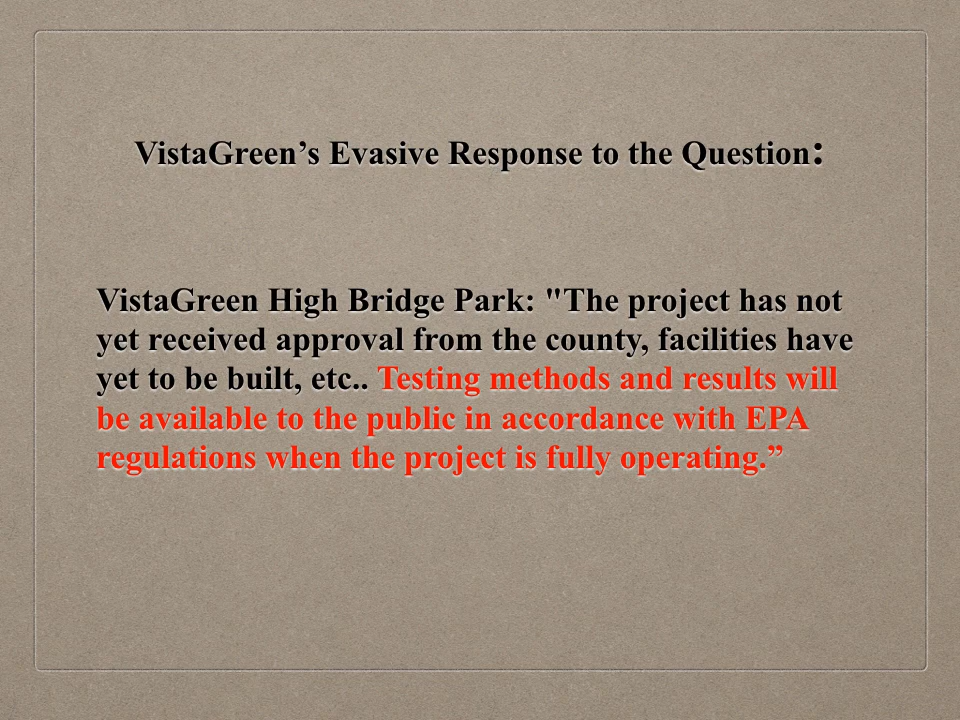 VistaGreen’s Evasive Response to the Question:
VistaGreen High Bridge Park: "The project has not
yet received approval from the county, facilities have
yet to be built, etc.. Testing methods and results will
be available to the public in accordance with EPA
regulations when the project is fully operating.”